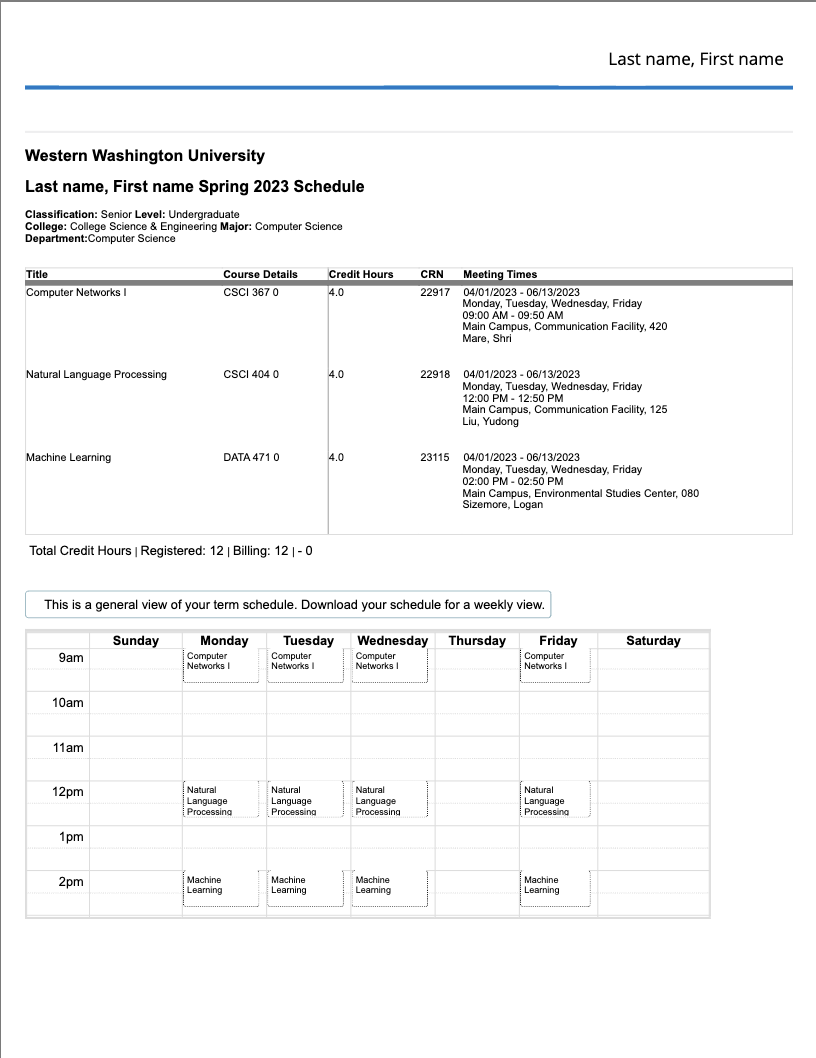 Last name, First name
Western Washington University
Last name, First name Spring 2023 Schedule
Classification: Senior Level: Undergraduate
College: College Science & Engineering Major: Computer Science
Department:Computer Science
Title Course Details Credit Hours CRN Meeting Times
Computer Networks I CSCI 367 0 4.0 22917 04/01/2023 - 06/13/2023
Monday, Tuesday, Wednesday, Friday
09:00 AM - 09:50 AM
Main Campus, Communication Facility, 420
Mare, Shri
Natural Language Processing CSCI 404 0 4.0 22918 04/01/2023 - 06/13/2023
Monday, Tuesday, Wednesday, Friday
12:00 PM - 12:50 PM
Main Campus, Communication Facility, 125
Liu, Yudong
Machine Learning DATA 471 0 4.0 23115 04/01/2023 - 06/13/2023
Monday, Tuesday, Wednesday, Friday
02:00 PM - 02:50 PM
Main Campus, Environmental Studies Center, 080
Sizemore, Logan
Total Credit Hours | Registered: 12 | Billing: 12 | - 0
This is a general view of your term schedule. Download your schedule for a weekly view.
Sunday Monday Tuesday Wednesday Thursday Friday Saturday
9am Computer Computer Computer Computer
Networks I Networks I Networks I Networks I
10am
11am
12pm Natural Natural Natural Natural
Language Language Language Language
Processing Processing Processing Processing
1pm
2pm Machine Machine Machine Machine
Learning Learning Learning Learning